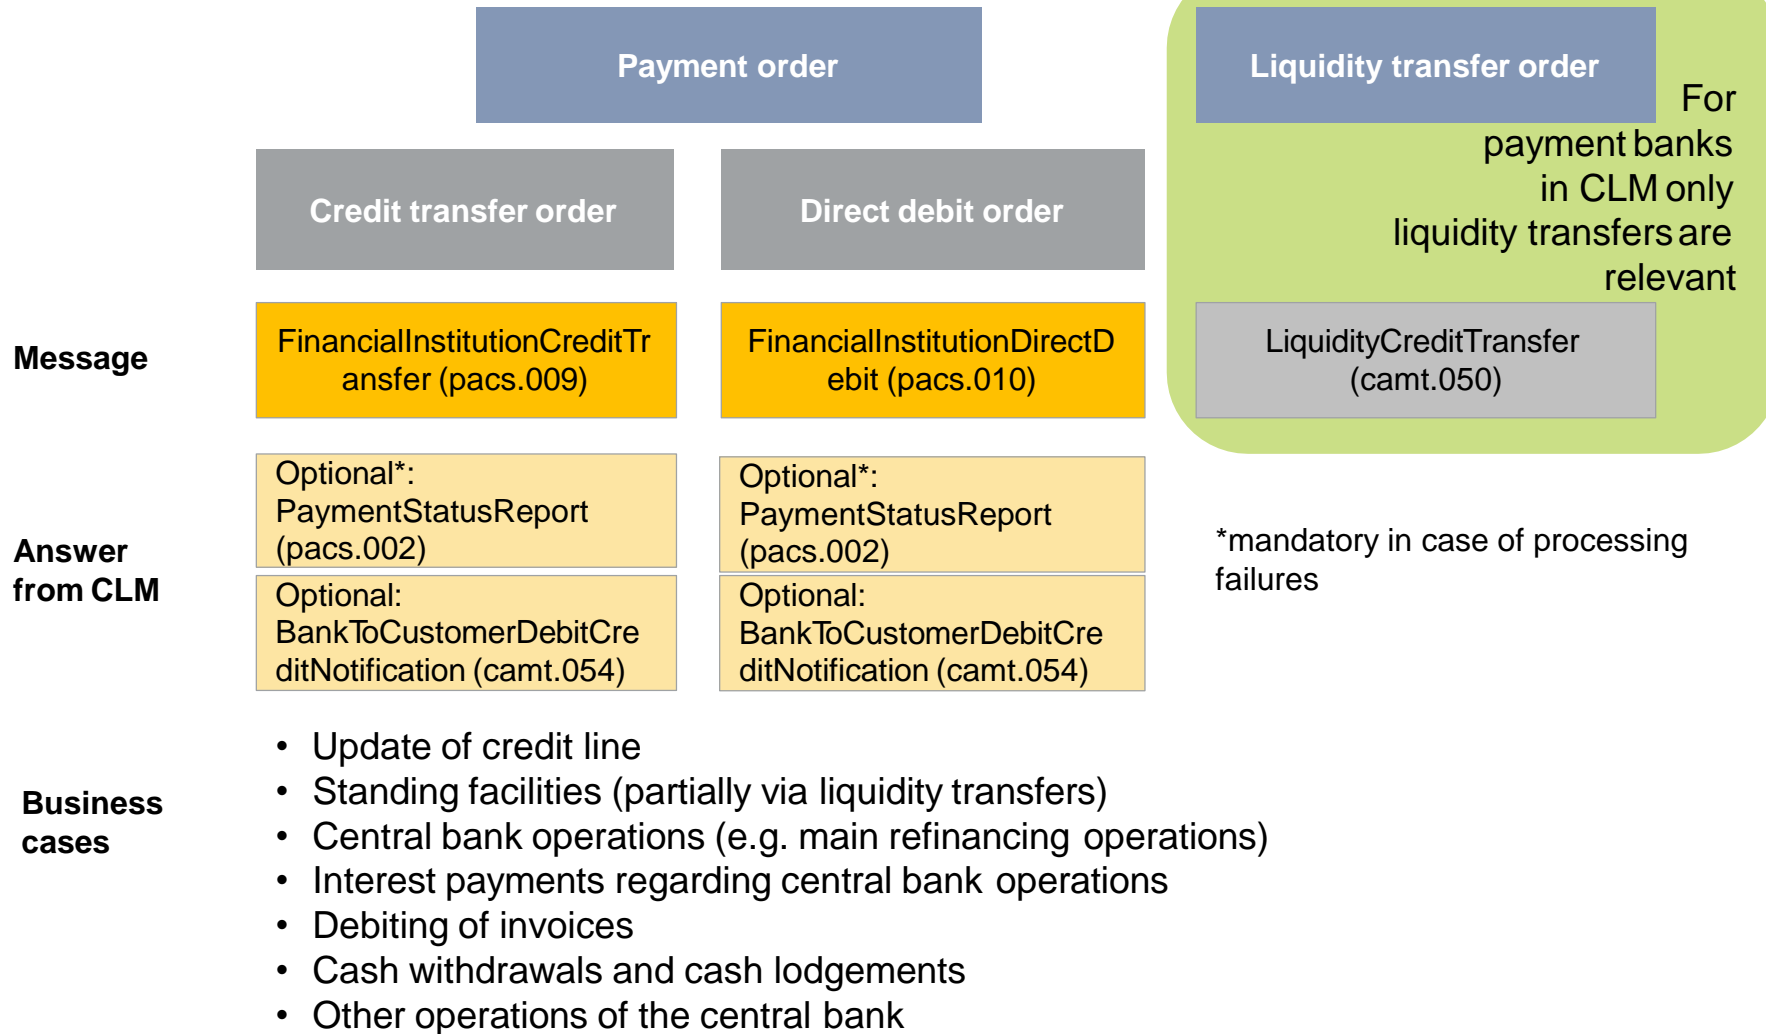 Payment order
Liquidity transfer order
For
payment banks
in CLM only
liquidity transfers are
relevant
Credit transfer order
Direct debit order
Message
FinancialInstitutionCreditTr
ansfer (pacs.009)
FinancialInstitutionDirectD
ebit (pacs.010)
LiquidityCreditTransfer
(camt.050)
Answer
from CLM
Optional*:
PaymentStatusReport
(pacs.002)
Optional*:
PaymentStatusReport
(pacs.002)
*mandatory in case of processing
failures
Optional:
BankToCustomerDebitCre
ditNotification (camt.054)
Optional:
BankToCustomerDebitCre
ditNotification (camt.054)
Business
cases
• Update of credit line
• Standing facilities (partially via liquidity transfers)
• Central bank operations (e.g. main refinancing operations)
• Interest payments regarding central bank operations
• Debiting of invoices
• Cash withdrawals and cash lodgements
• Other operations of the central bank